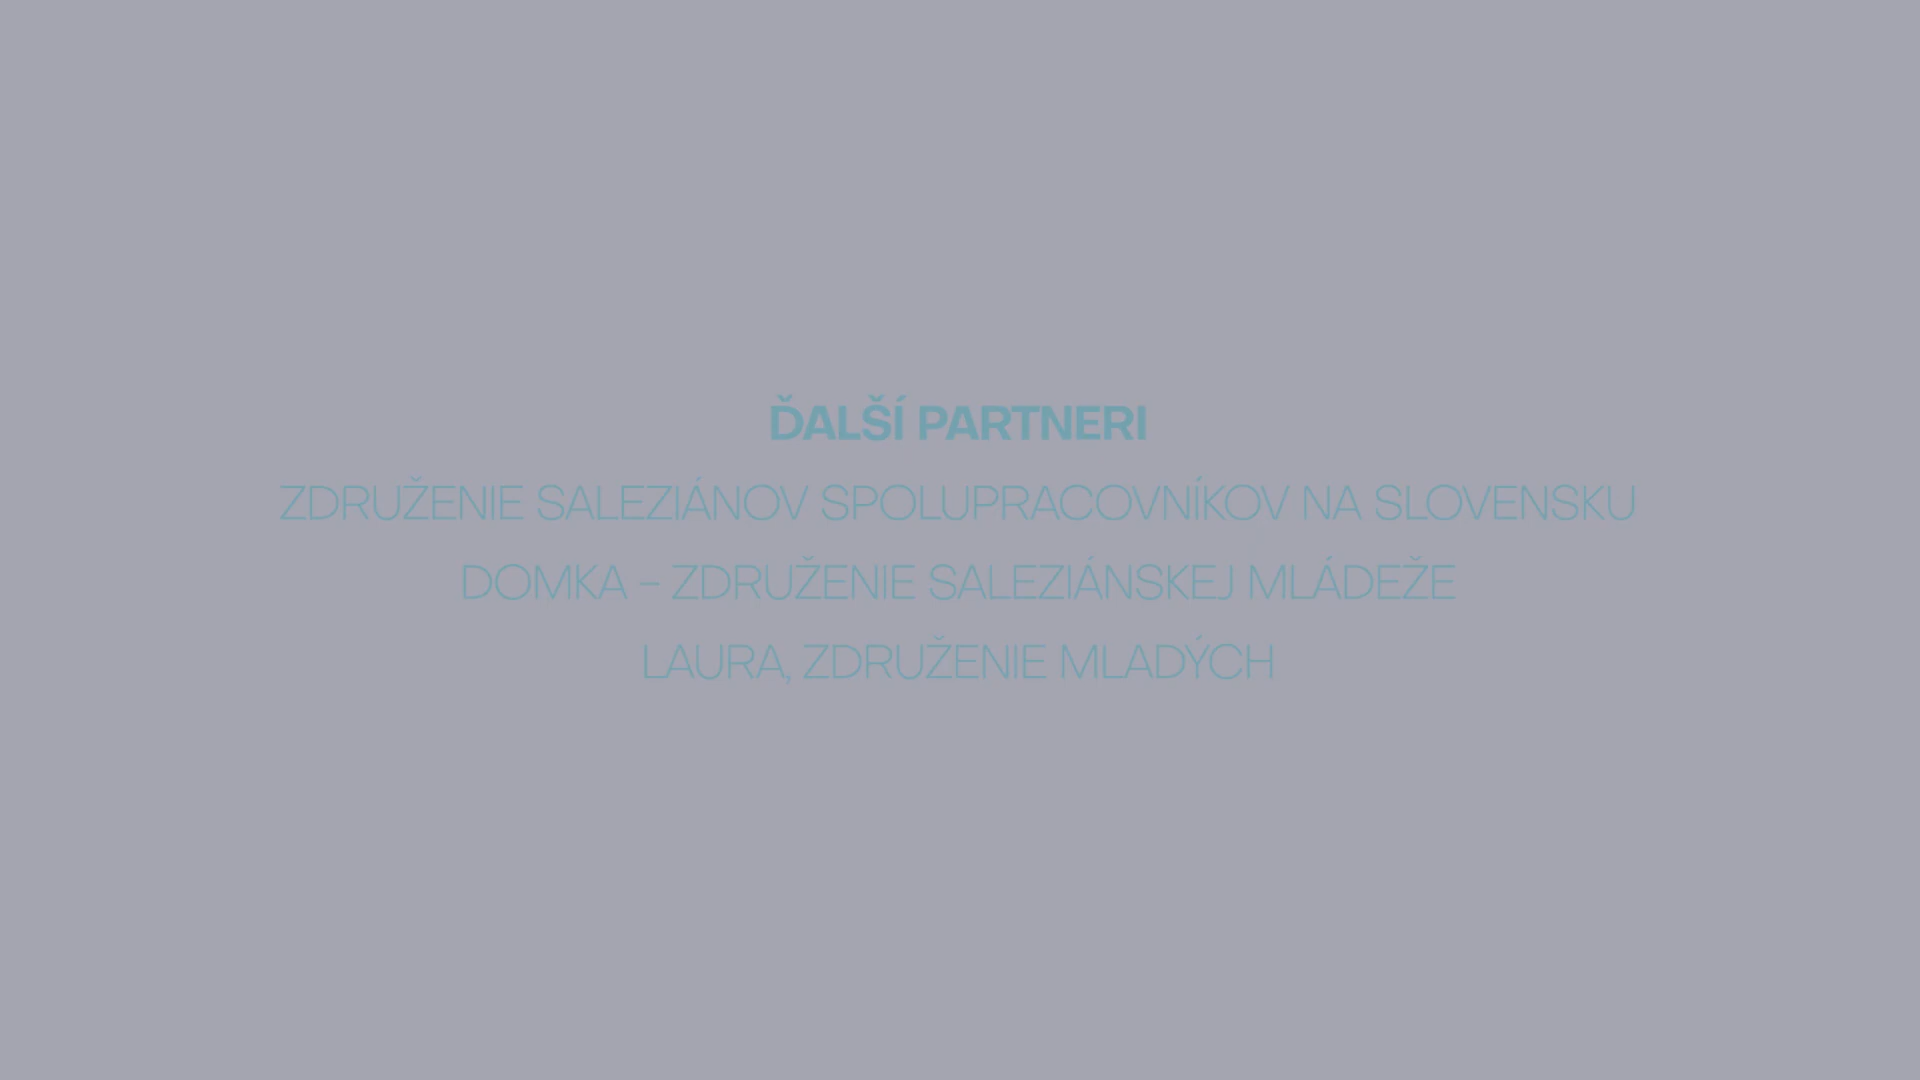 ĎALŠÍ PARTNERI
ZDRUŽENIE SALEZIÁNOV SPOLUPRACOVNÍKOV NA SLOVENSKU
DOMKA – ZDRUŽENIE SALEZIÁNSKEJ MLÁDEŽE
LAURA, ZDRUŽENIE MLADÝCH